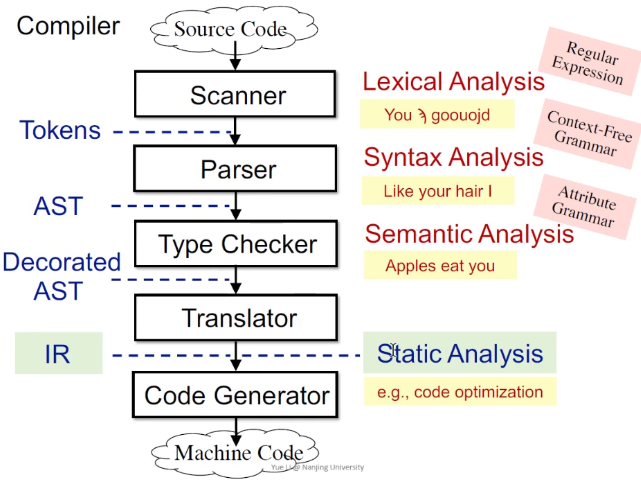 Compiler
Source Code
Regular
Expression
Scanner
Lexical Analysis
You goouojd
Tokens
Context-Free
Grammar
Parser
Syntax Analysis
Like your hair I
AST
Attribute
Grammar
Type Checker
Semantic Analysis
Apples eat you
Decorated
AST
Translator
IR
Static Analysis
Code Generator
e.g., code optimization
Machine Code
Yue Li @ Nanjing University